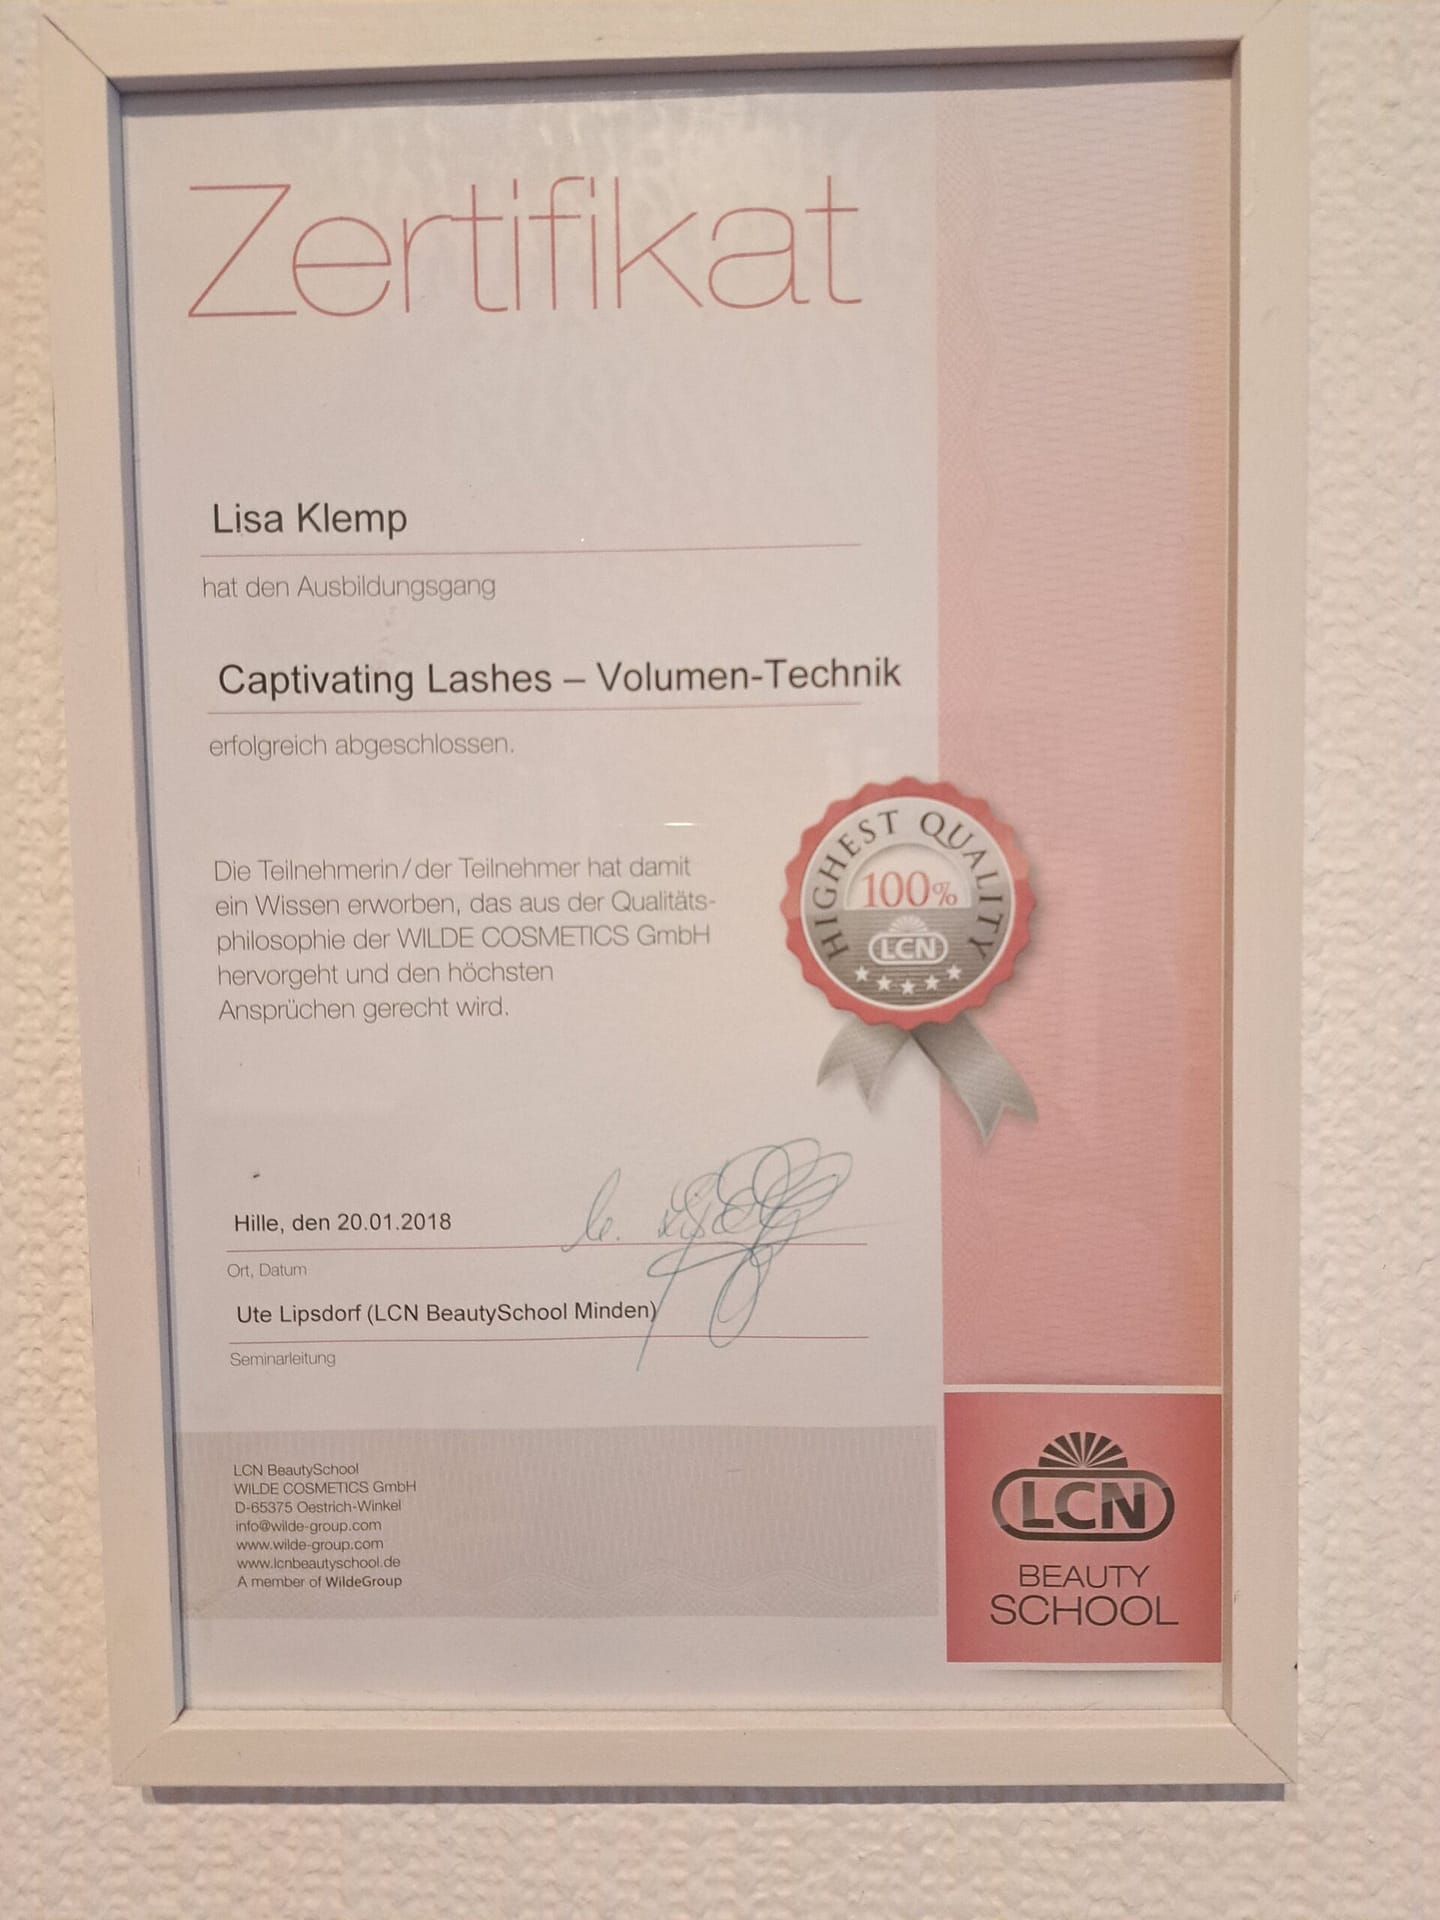 Zertifikat
Lisa Klemp
hat den Ausbildungsgang
Captivating Lashes – Volumen-Technik
erfolgreich abgeschlossen.
Die Teilnehmerin/der Teilnehmer hat damit
ein Wissen erworben, das aus der Qualitäts-
philosophie der WILDE COSMETICS GmbH
hervorgeht und den höchsten
Ansprüchen gerecht wird.
HIGHEST QUALITY
100%
LCN
Hille, den 20.01.2018
Ort, Datum
Ute Lipsdorf (LCN BeautySchool Minden)
Seminarleitung
LCN BeautySchool
WILDE COSMETICS GmbH
D-65375 Oestrich-Winkel
info@wilde-group.com
www.wilde-group.com
www.lcnbeautyschool.de
A member of WildeGroup
LCN
BEAUTY
SCHOOL